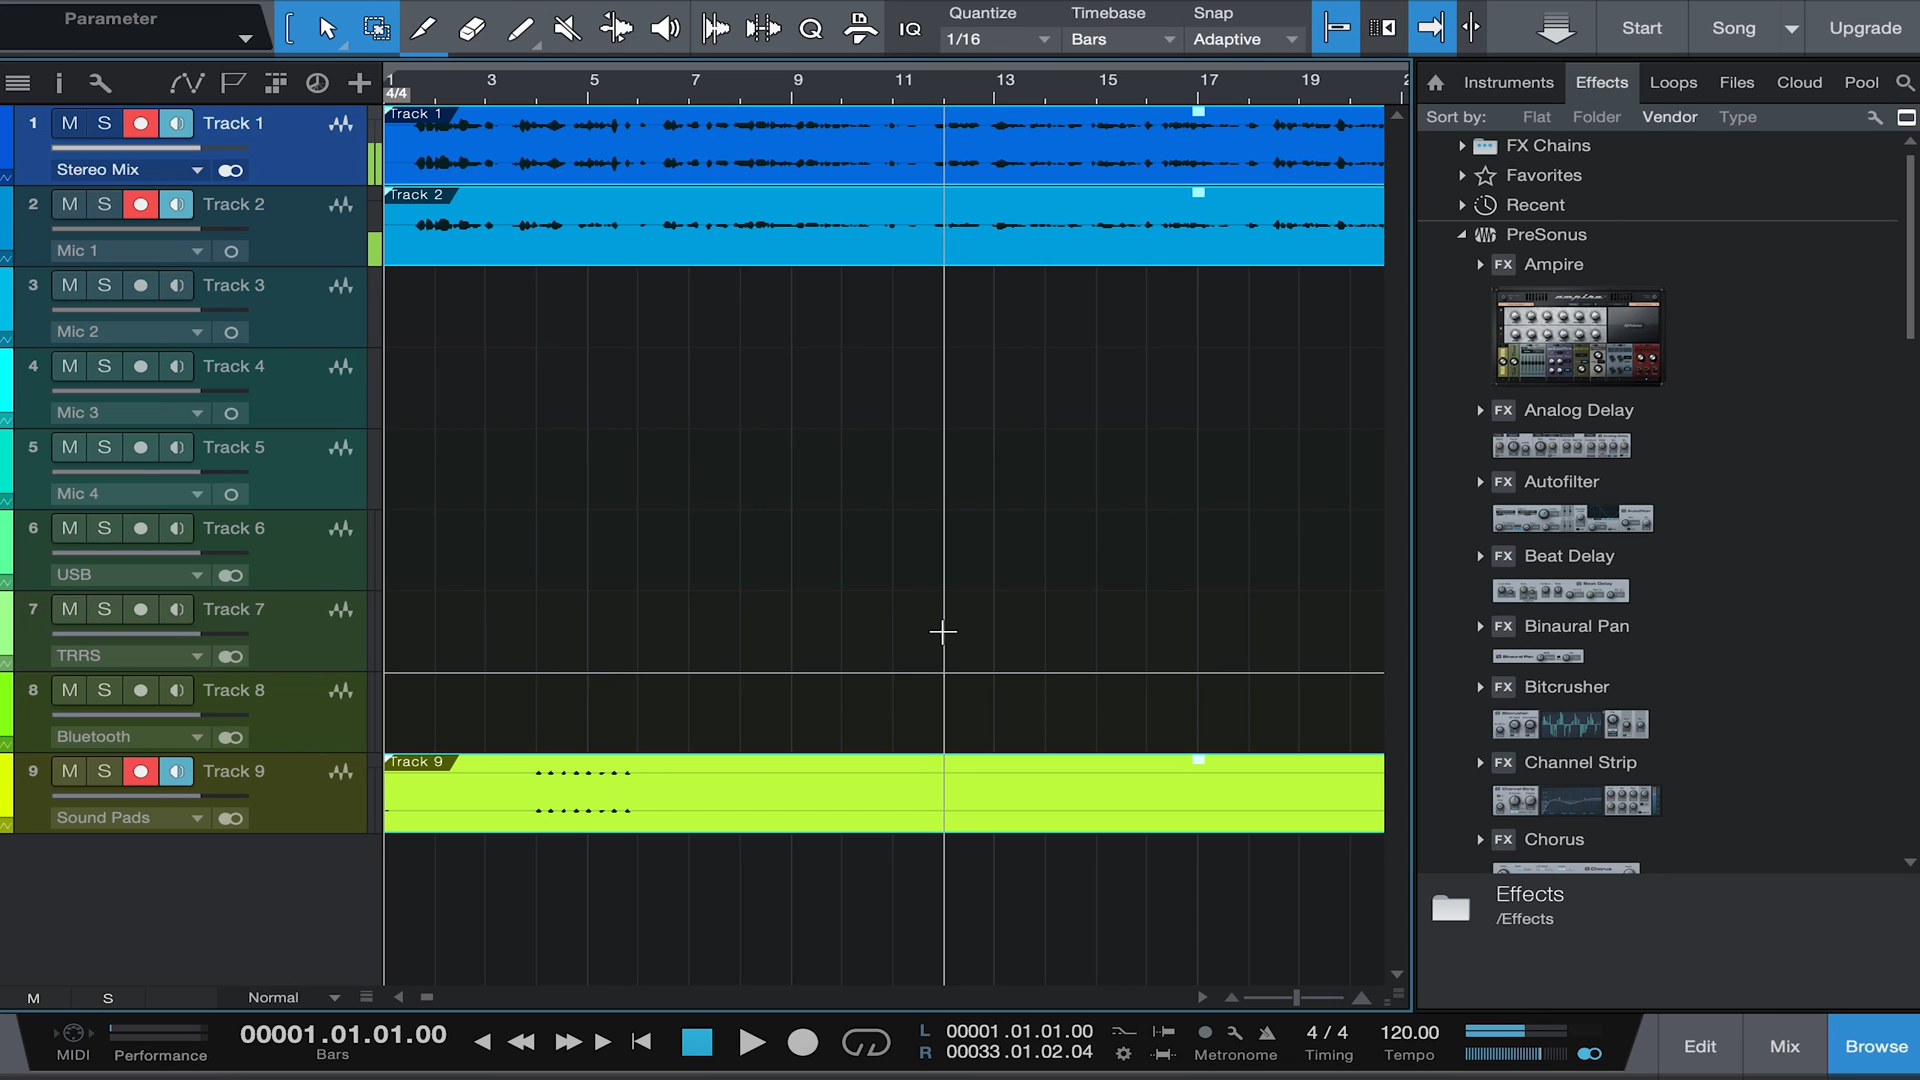 Parameter
IQ
Quantize
1/16
Timebase
Bars
Snap
Adaptive
Start
Song
Upgrade
1 3 5 7 9 11 13 15 17 19 2
4/4
Instruments Effects Loops Files Cloud Pool
Sort by: Flat Folder Vendor Type
1 M S Track 1
Stereo Mix
2 M S Track 2
Mic 1
3 M S Track 3
Mic 2
4 M S Track 4
Mic 3
5 M S Track 5
Mic 4
6 M S Track 6
USB
7 M S Track 7
TRRS
8 M S Track 8
Bluetooth
9 M S Track 9
Sound Pads
Track 1
Track 2
Track 9
FX Chains
Favorites
Recent
PreSonus
FX Ampire
FX Analog Delay
FX Autofilter
FX Beat Delay
FX Binaural Pan
FX Bitcrusher
FX Channel Strip
FX Chorus
Effects
/Effects
M S Normal
MIDI
Performance
00001.01.01.00
Bars
L 00001.01.01.00
R 00033.01.02.04
Metronome
4 / 4
Timing
120.00
Tempo
Edit
Mix
Browse